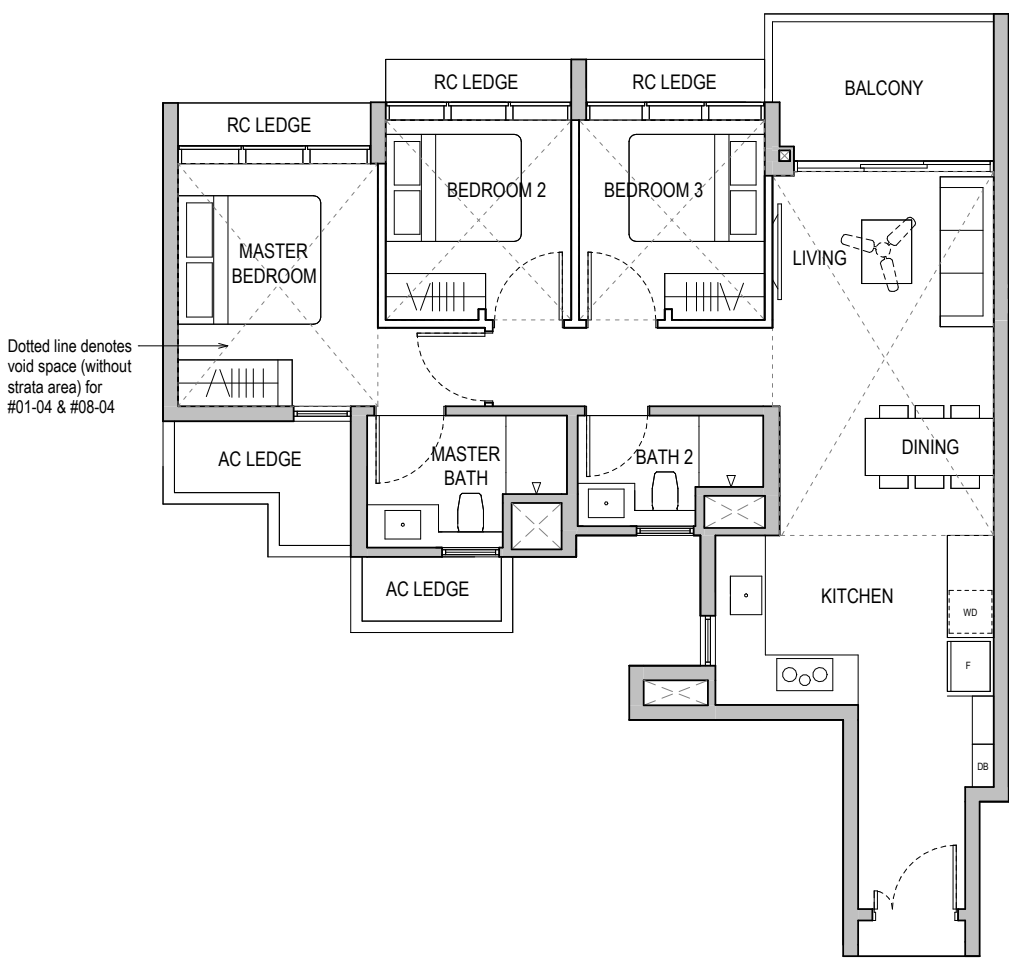 RC LEDGE
RC LEDGE
BALCONY
RC LEDGE
BEDROOM 2
BEDROOM 3
MASTER
BEDROOM
LIVING
Dotted line denotes
void space (without
strata area) for
#01-04 & #08-04
AC LEDGE
MASTER
BATH
BATH 2
DINING
AC LEDGE
KITCHEN
WD
F
DB